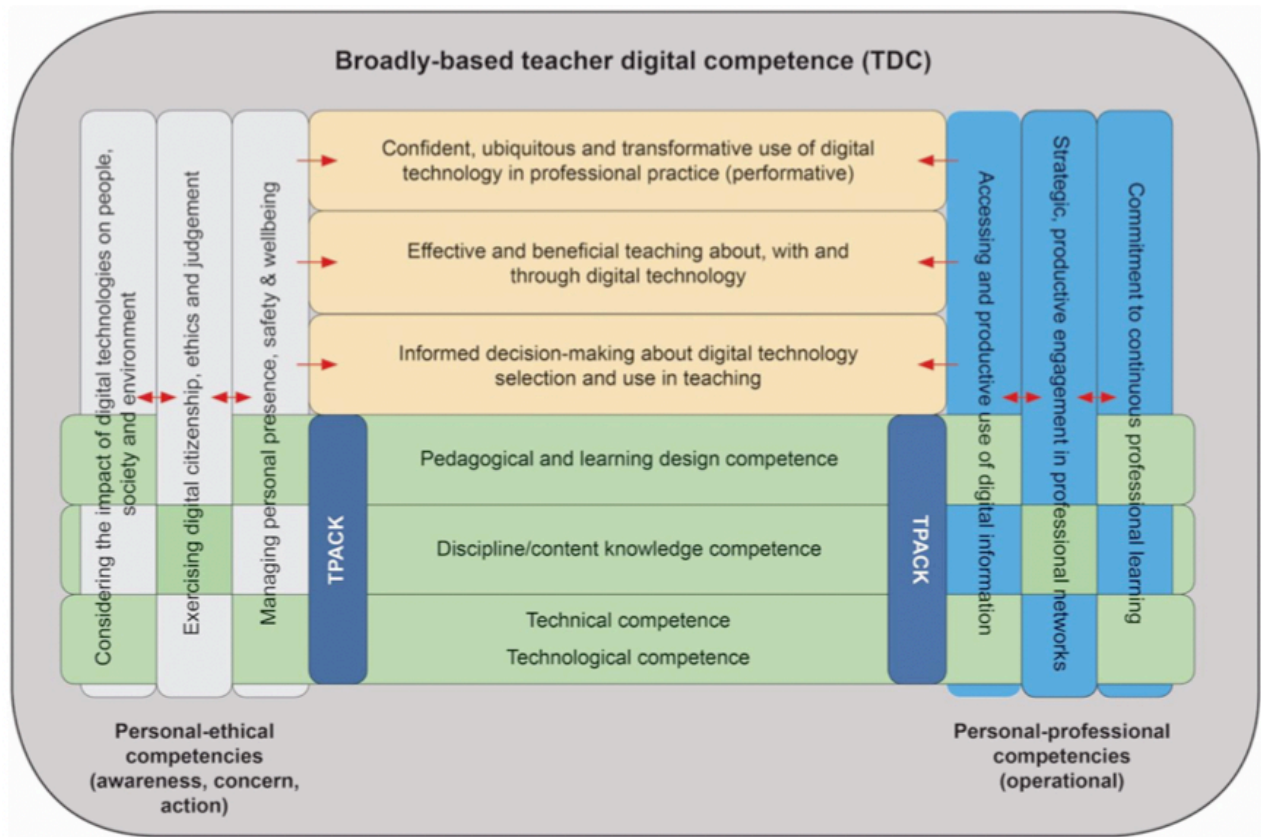 Broadly-based teacher digital competence (TDC)
Considering the impact of digital technologies on people,
society and environment
Exercising digital citizenship, ethics and judgement
Managing personal presence, safety & wellbeing
Confident, ubiquitous and transformative use of digital
technology in professional practice (performative)
Effective and beneficial teaching about, with and
through digital technology
Informed decision-making about digital technology
selection and use in teaching
TPACK
Pedagogical and learning design competence
Discipline/content knowledge competence
Technical competence
Technological competence
TPACK
Accessing and productive use of digital information
Strategic, productive engagement in professional networks
Commitment to continuous professional learning
Personal-ethical
competencies
(awareness, concern,
action)
Personal-professional
competencies
(operational)